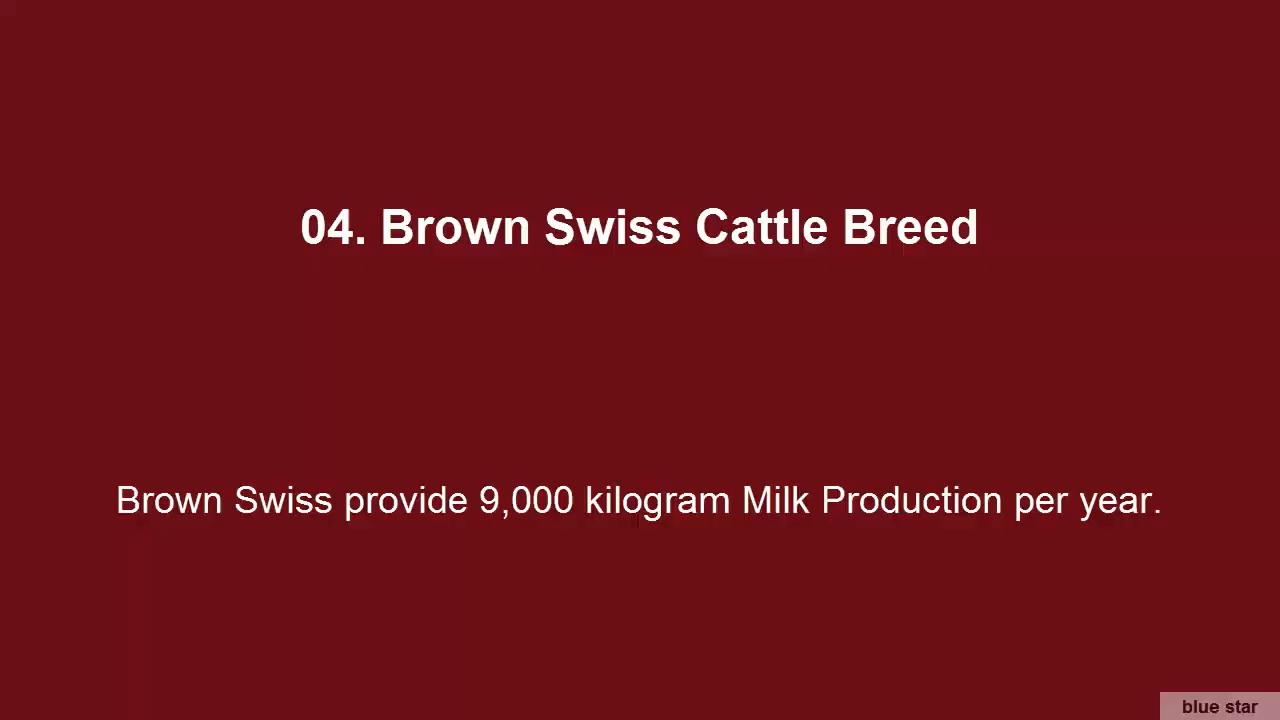 04. Brown Swiss Cattle Breed
Brown Swiss provide 9,000 kilogram Milk Production per year.
blue star